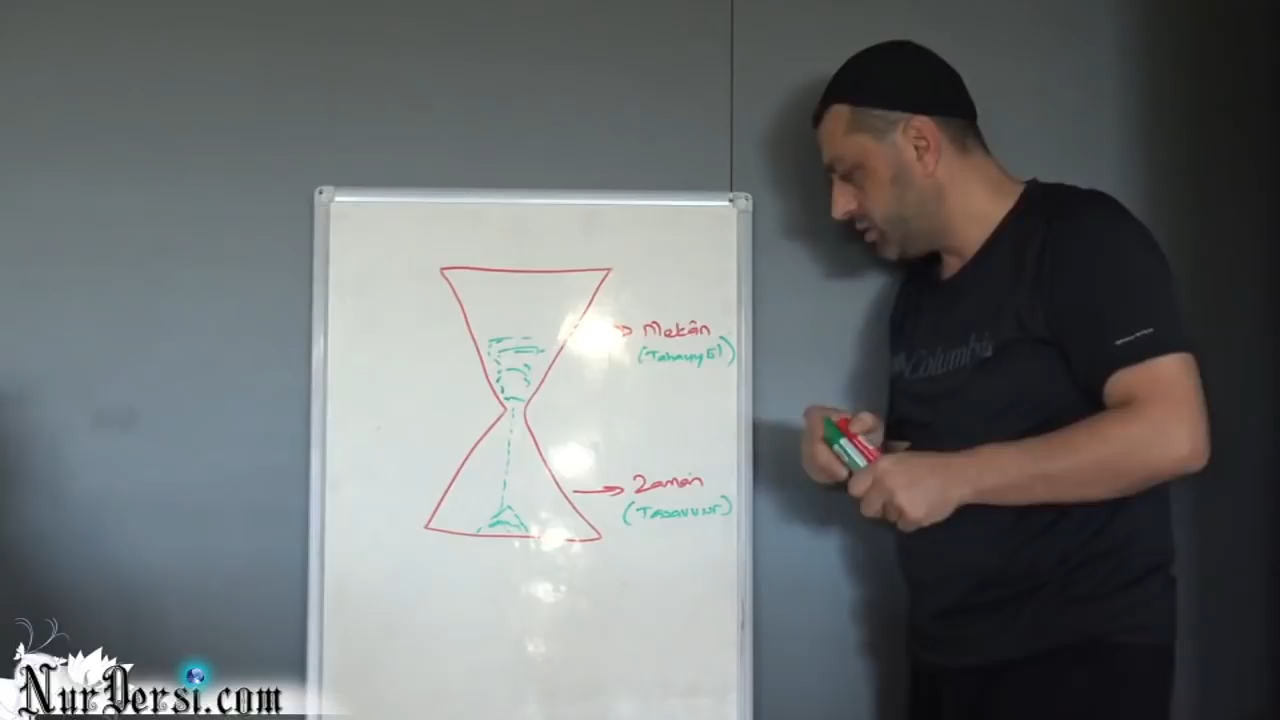 Mekân
(Tahayyül)
Zaman
(Tasavvur)
Columbia
NurDersi.com